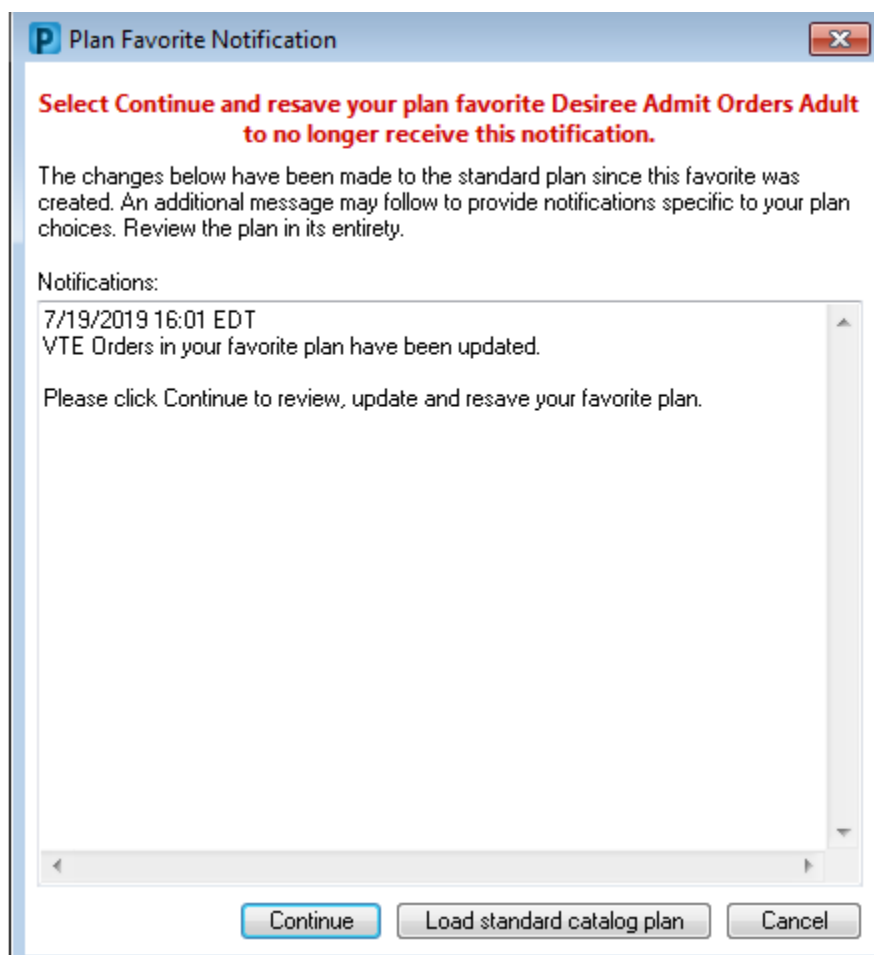 P Plan Favorite Notification
Select Continue and resave your plan favorite Desiree Admit Orders Adult
to no longer receive this notification.
The changes below have been made to the standard plan since this favorite was
created. An additional message may follow to provide notifications specific to your plan
choices. Review the plan in its entirety.
Notifications:
7/19/2019 16:01 EDT
VTE Orders in your favorite plan have been updated.
Please click Continue to review, update and resave your favorite plan.
Continue Load standard catalog plan Cancel